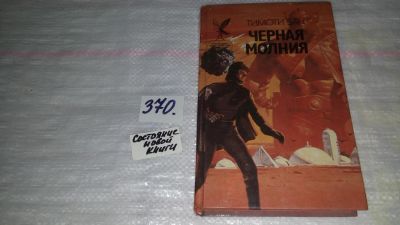 ТИМОТИ ЗАН
ЧЕРНАЯ
МОЛНИЯ
370.
СОСТОЯНИЕ
НОВОЙ
КНИГИ